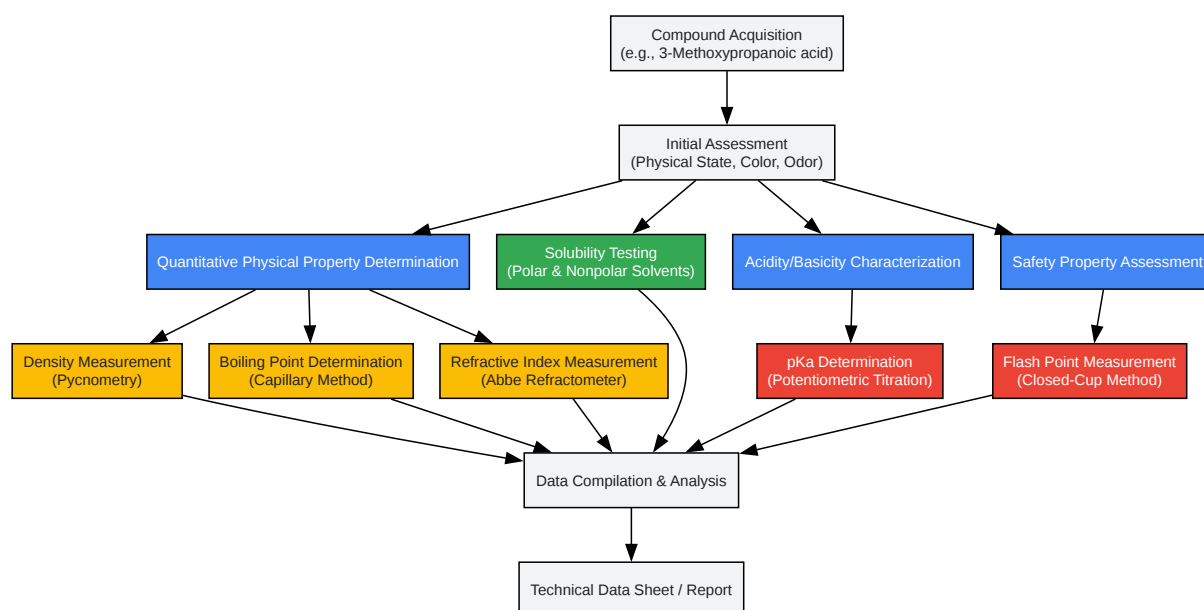 Compound Acquisition
(e.g., 3-Methoxypropanoic acid)
Initial Assessment
(Physical State, Color, Odor)
Quantitative Physical Property Determination
Solubility Testing
(Polar & Nonpolar Solvents)
Acidity/Basicity Characterization
Safety Property Assessment
Density Measurement
(Pycnometry)
Boiling Point Determination
(Capillary Method)
Refractive Index Measurement
(Abbe Refractometer)
pKa Determination
(Potentiometric Titration)
Flash Point Measurement
(Closed-Cup Method)
Data Compilation & Analysis
Technical Data Sheet / Report